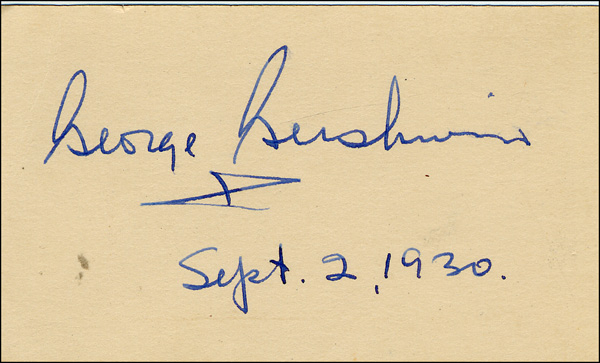 George Gershwin
Sept. 2, 1930.